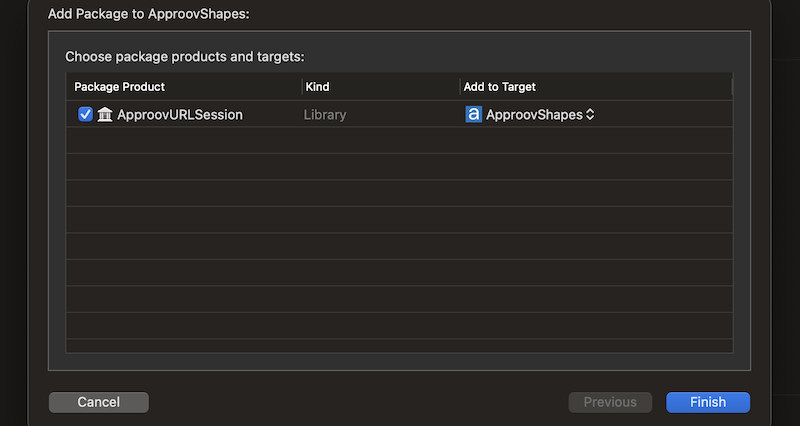 Add Package to ApproovShapes:
Choose package products and targets:
Package Product Kind Add to Target
ApproovURLSession Library a ApproovShapes
Cancel Previous Finish